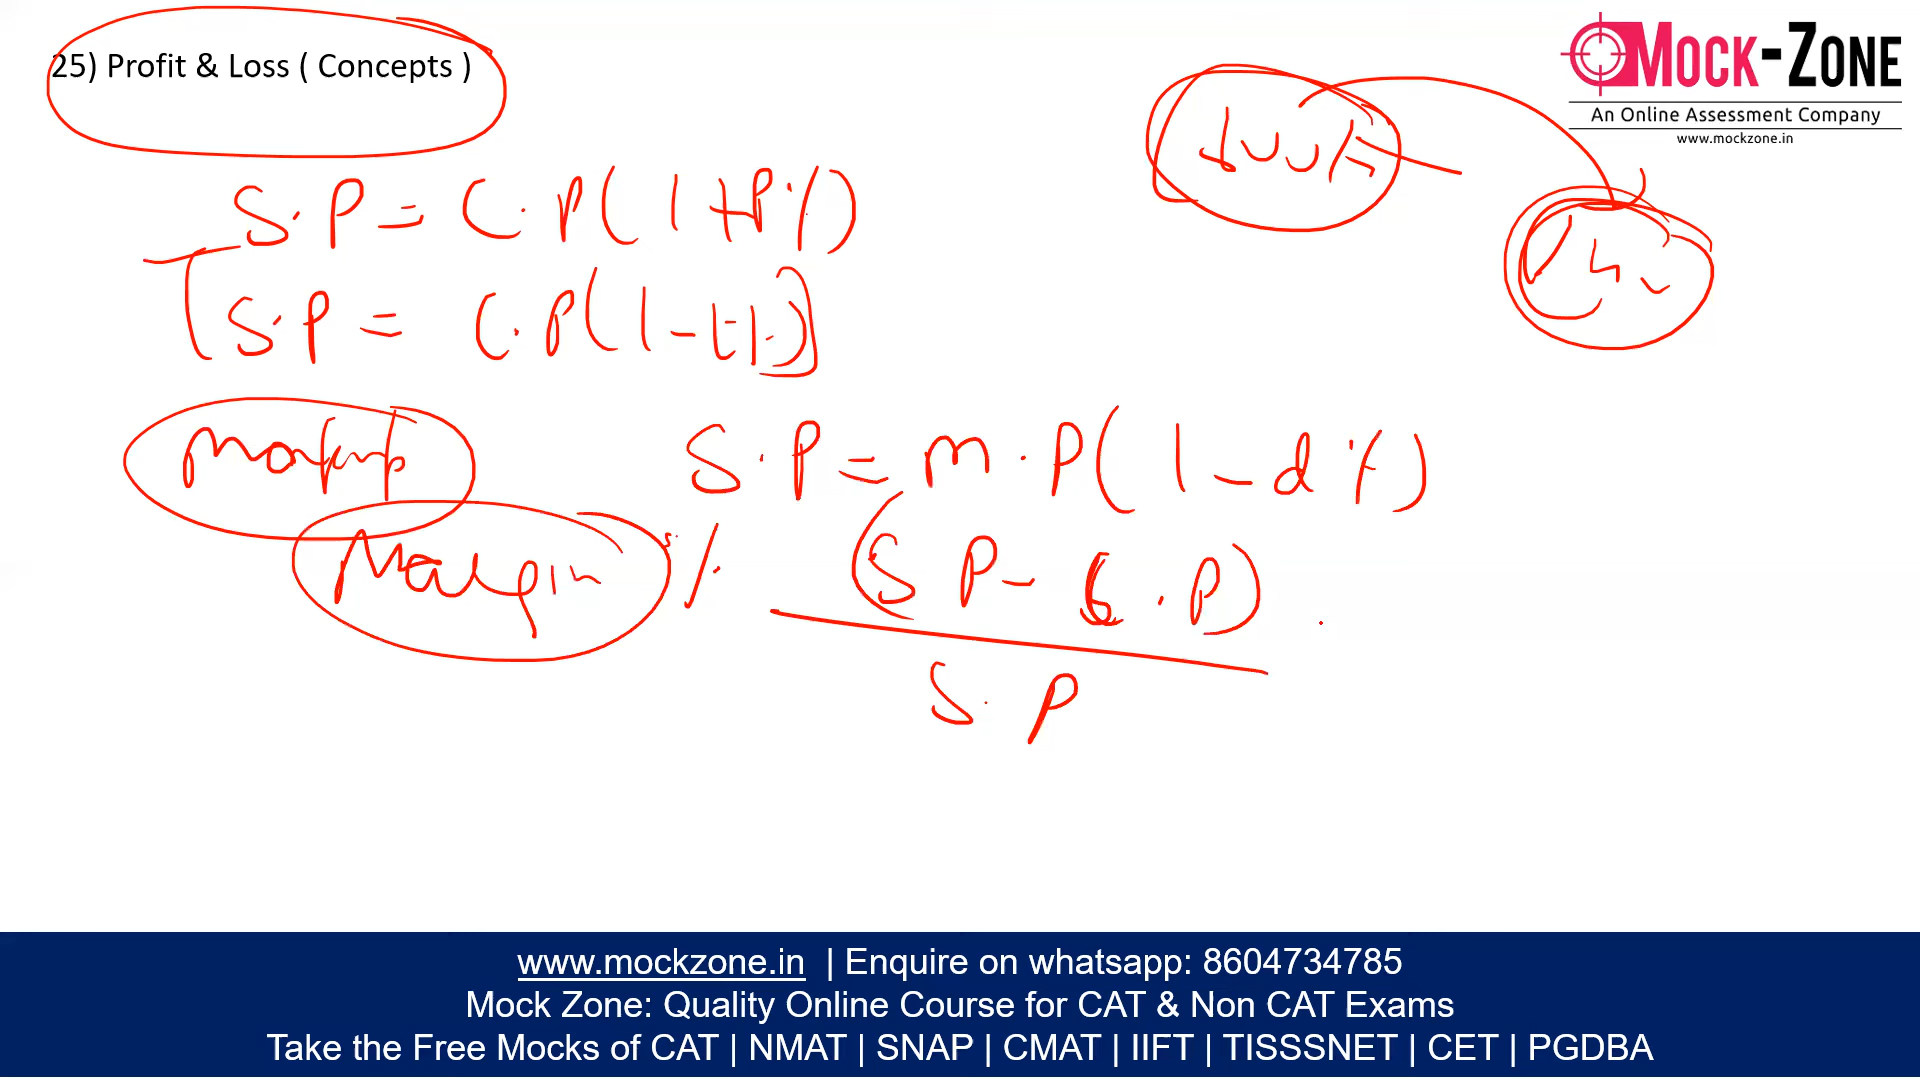 25) Profit & Loss ( Concepts )
MOCK-ZONE
An Online Assessment Company
www.mockzone.in
S.P = C.P(1+P%)
S.P = C.P(1-L%)
Markup
S.P = m.P(1-d%)
Margin %
(SP-C.P)
S.P
www.mockzone.in | Enquire on whatsapp: 8604734785
Mock Zone: Quality Online Course for CAT & Non CAT Exams
Take the Free Mocks of CAT | NMAT | SNAP | CMAT | IIFT | TISSSNET | CET | PGDBA